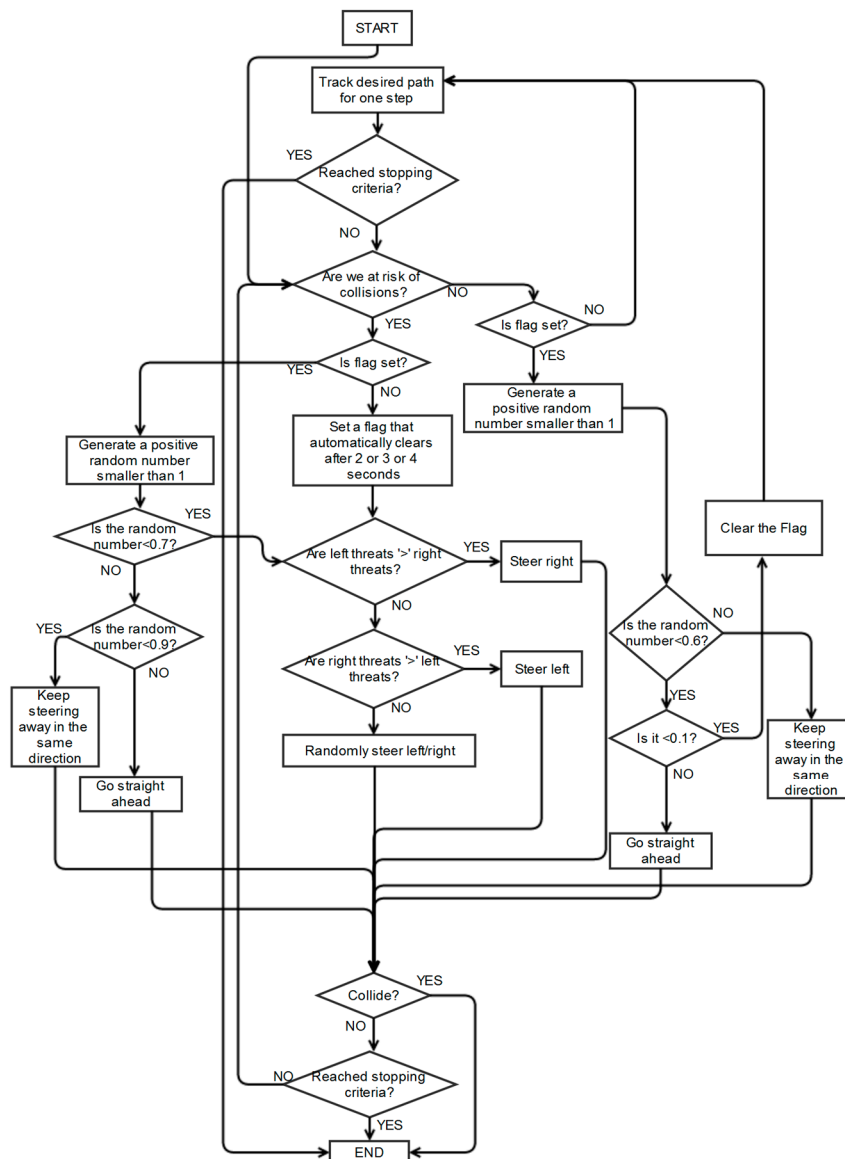 START
Track desired path
for one step
YES
Reached stopping
criteria?
NO
Are we at risk of
collisions?
NO
YES
Is flag set?
NO
YES
Is flag set?
YES
NO
Generate a
positive random
number smaller than 1
Set a flag that
automatically clears
after 2 or 3 or 4
seconds
Generate a positive
random number
smaller than 1
Is the random
number<0.7?
YES
NO
Are left threats '>' right
threats?
YES
Steer right
NO
Clear the Flag
Is the random
number<0.9?
YES
NO
Are right threats '>' left
threats?
YES
Steer left
NO
Is the random
number<0.6?
NO
YES
Keep
steering
away in the
same
direction
Randomly steer left/right
Is it <0.1?
YES
NO
Keep
steering
away in the
same
direction
Go straight
ahead
Go straight
ahead
Collide?
YES
NO
NO
Reached stopping
criteria?
YES
END